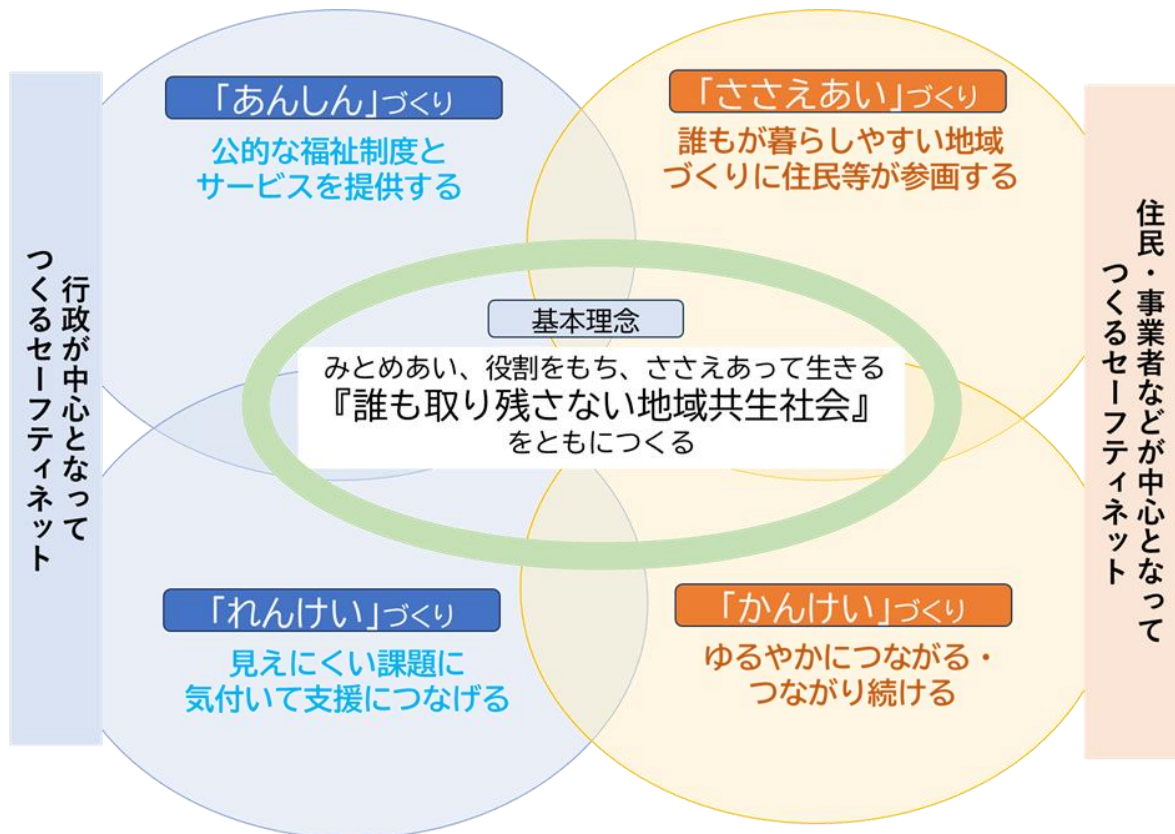 「あんしん」づくり
公的な福祉制度と
サービスを提供する
「ささえあい」づくり
誰もが暮らしやすい地域
づくりに住民等が参画する
行政が中心となって
つくるセーフティネット
住民・事業者などが中心となって
つくるセーフティネット
基本理念
みとめあい、役割をもち、ささえあって生きる
『誰も取り残さない地域共生社会』
をともにつくる
「れんけい」づくり
見えにくい課題に
気付いて支援につなげる
「かんけい」づくり
ゆるやかにつながる・
つながり続ける